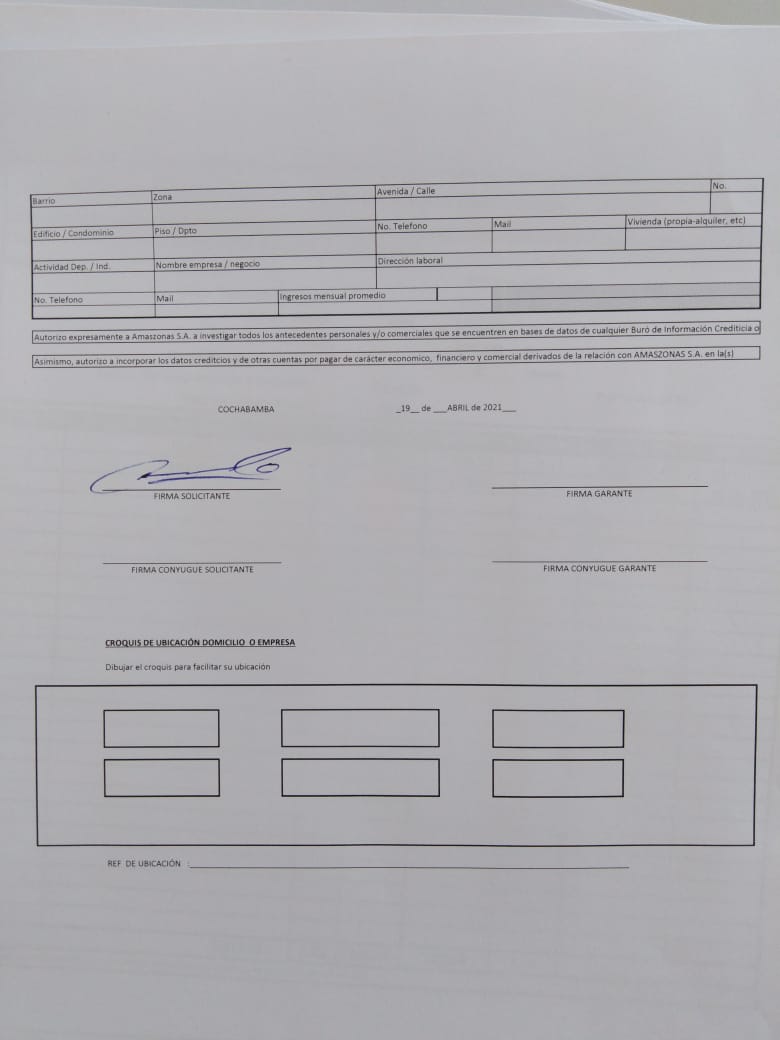 Barrio Zona Avenida / Calle No.
Edificio / Condominio Piso / Dpto No. Telefono Mail Vivienda (propia-alquiler, etc)
Actividad Dep. / Ind. Nombre empresa / negocio Dirección laboral
No. Telefono Mail Ingresos mensual promedio
Autorizo expresamente a Amaszonas S.A. a investigar todos los antecedentes personales y/o comerciales que se encuentren en bases de datos de cualquier Buró de Información Crediticia o
Asimismo, autorizo a incorporar los datos creditcios y de otras cuentas por pagar de carácter economico, financiero y comercial derivados de la relación con AMASZONAS S.A. en la(s)
COCHABAMBA _19__ de ___ABRIL de 2021___
FIRMA SOLICITANTE FIRMA GARANTE
FIRMA CONYUGUE SOLICITANTE FIRMA CONYUGUE GARANTE
CROQUIS DE UBICACIÓN DOMICILIO O EMPRESA
Dibujar el croquis para facilitar su ubicación
REF DE UBICACIÓN :